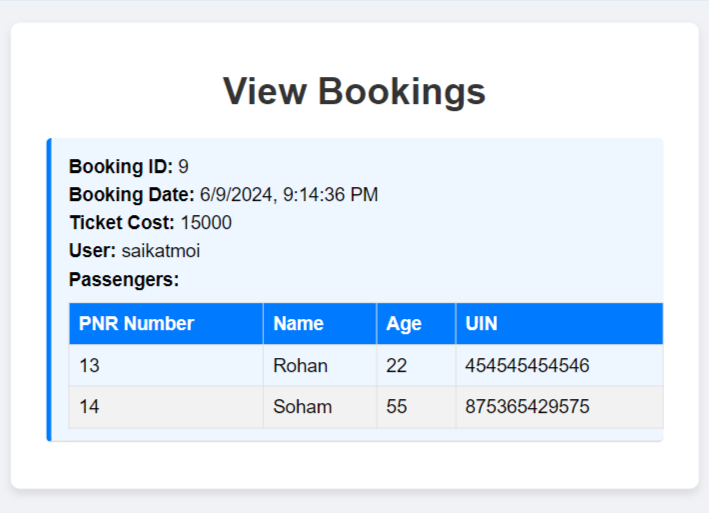 View Bookings
Booking ID: 9
Booking Date: 6/9/2024, 9:14:36 PM
Ticket Cost: 15000
User: saikatmoi
Passengers:
PNR Number Name Age UIN
13 Rohan 22 454545454546
14 Soham 55 875365429575